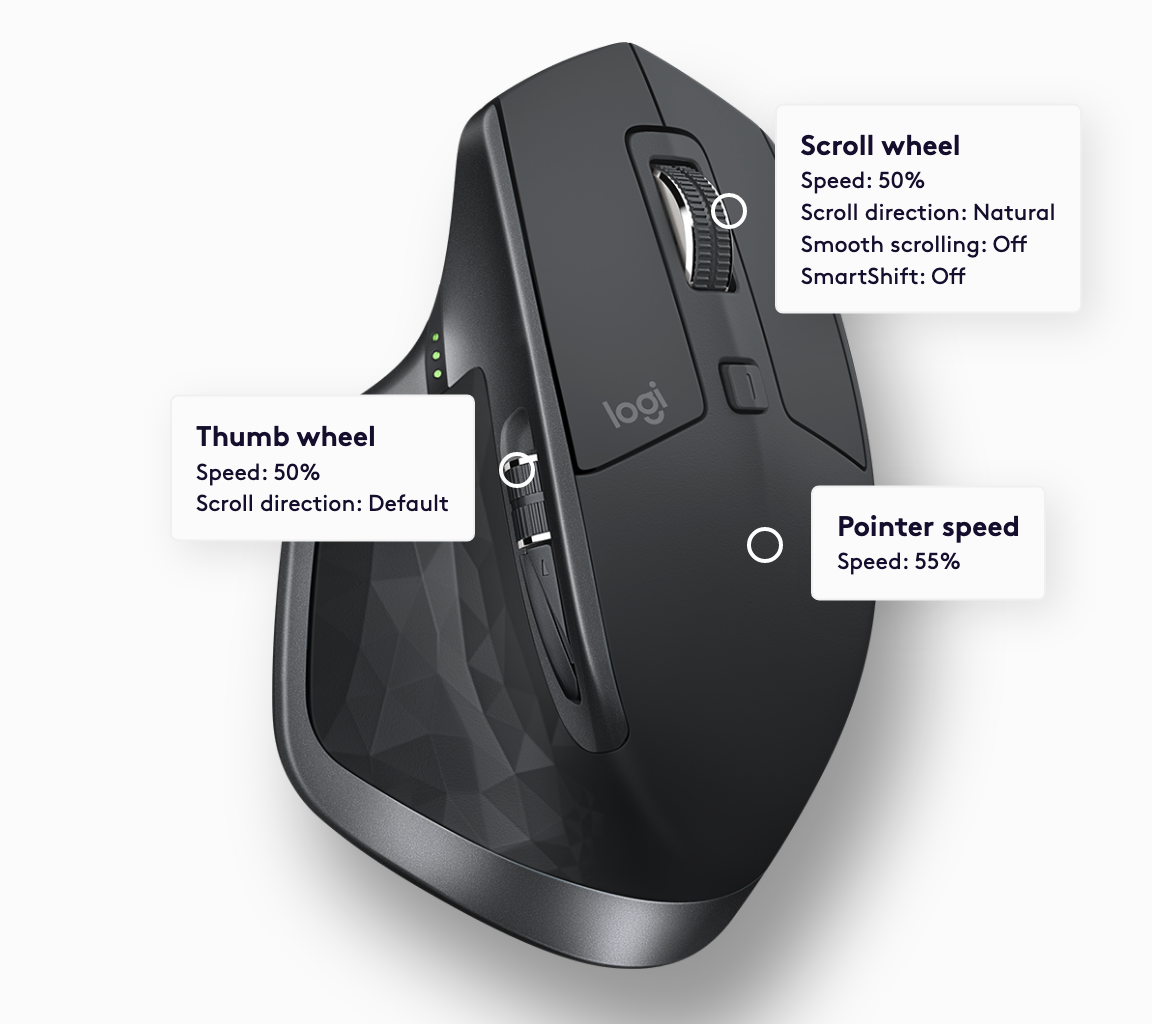 Scroll wheel
Speed: 50%
Scroll direction: Natural
Smooth scrolling: Off
SmartShift: Off
logi
Thumb wheel
Speed: 50%
Scroll direction: Default
Pointer speed
Speed: 55%